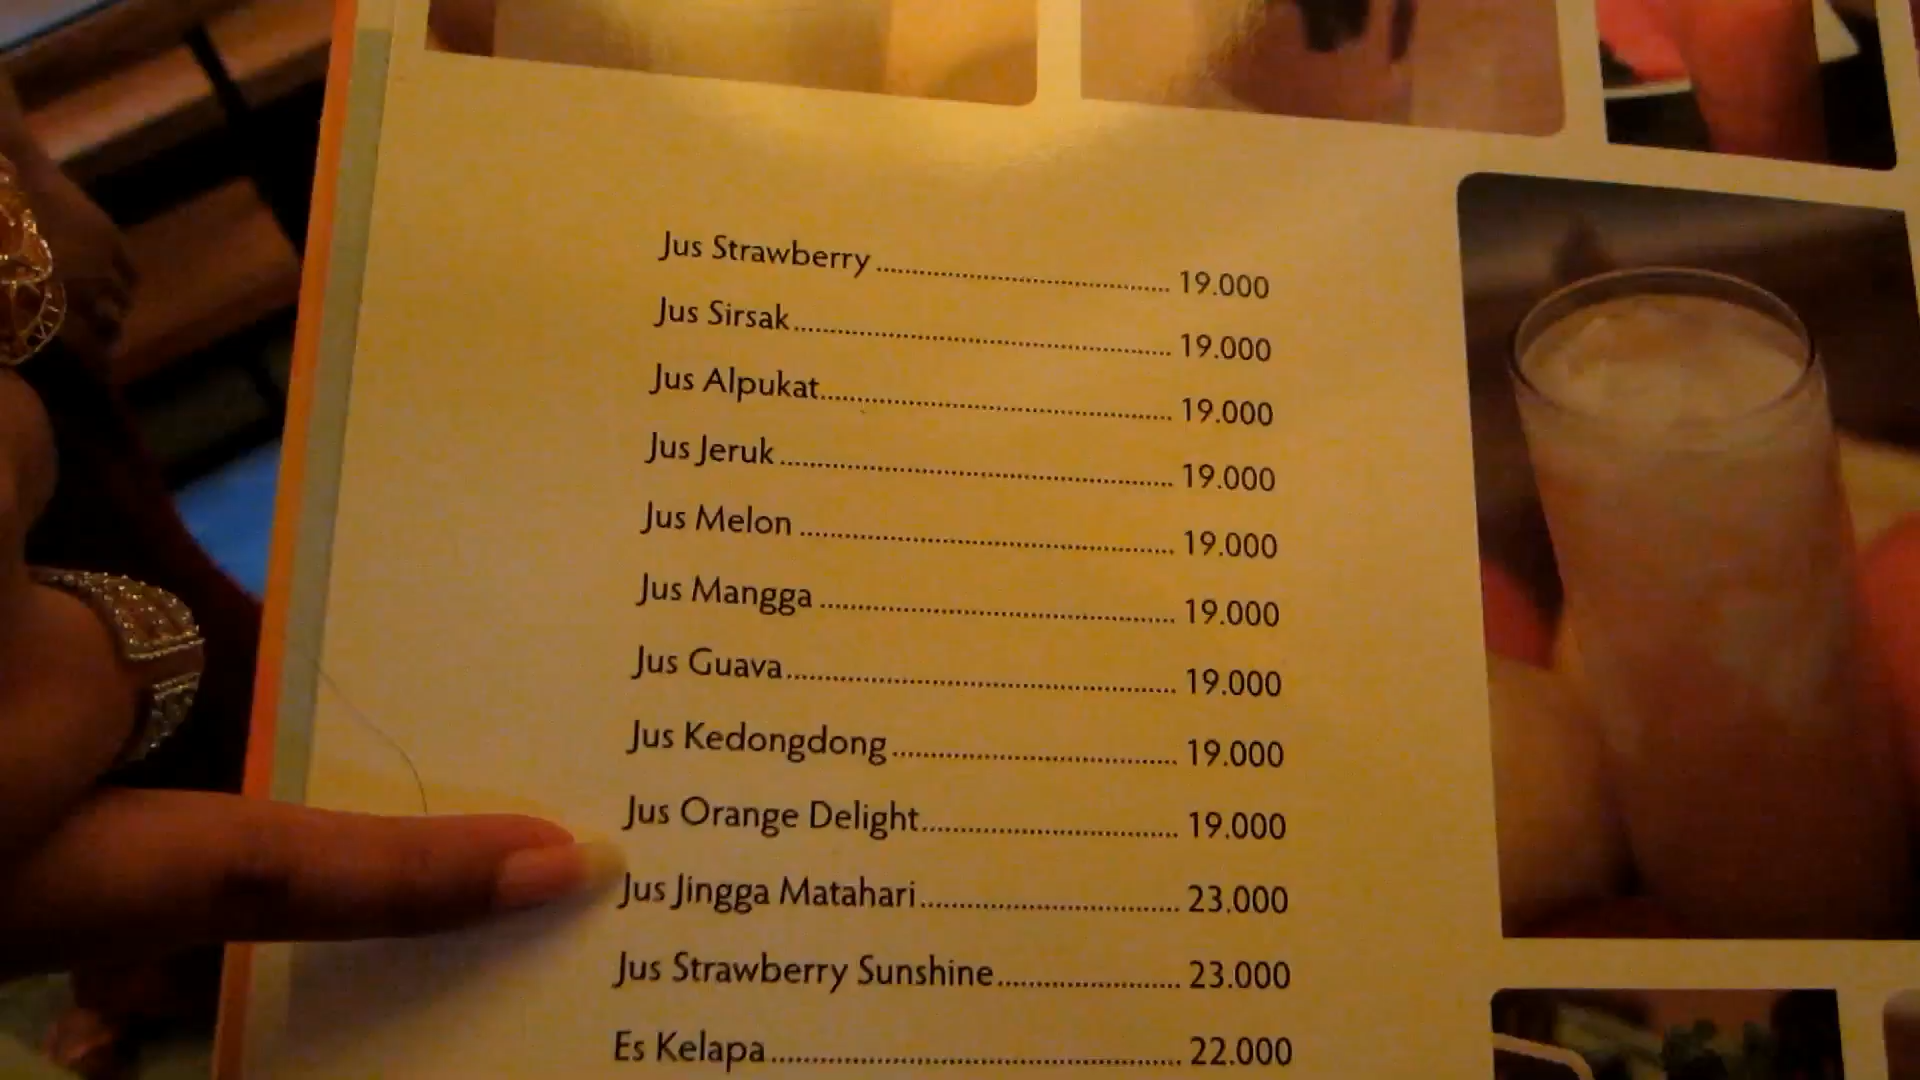 Jus Strawberry........................................ 19.000
Jus Sirsak........................................ 19.000
Jus Alpukat........................................ 19.000
Jus Jeruk........................................ 19.000
Jus Melon........................................ 19.000
Jus Mangga........................................ 19.000
Jus Guava........................................ 19.000
Jus Kedongdong........................................ 19.000
Jus Orange Delight........................................ 19.000
Jus Jingga Matahari........................................ 23.000
Jus Strawberry Sunshine........................................ 23.000
Es Kelapa........................................ 22.000